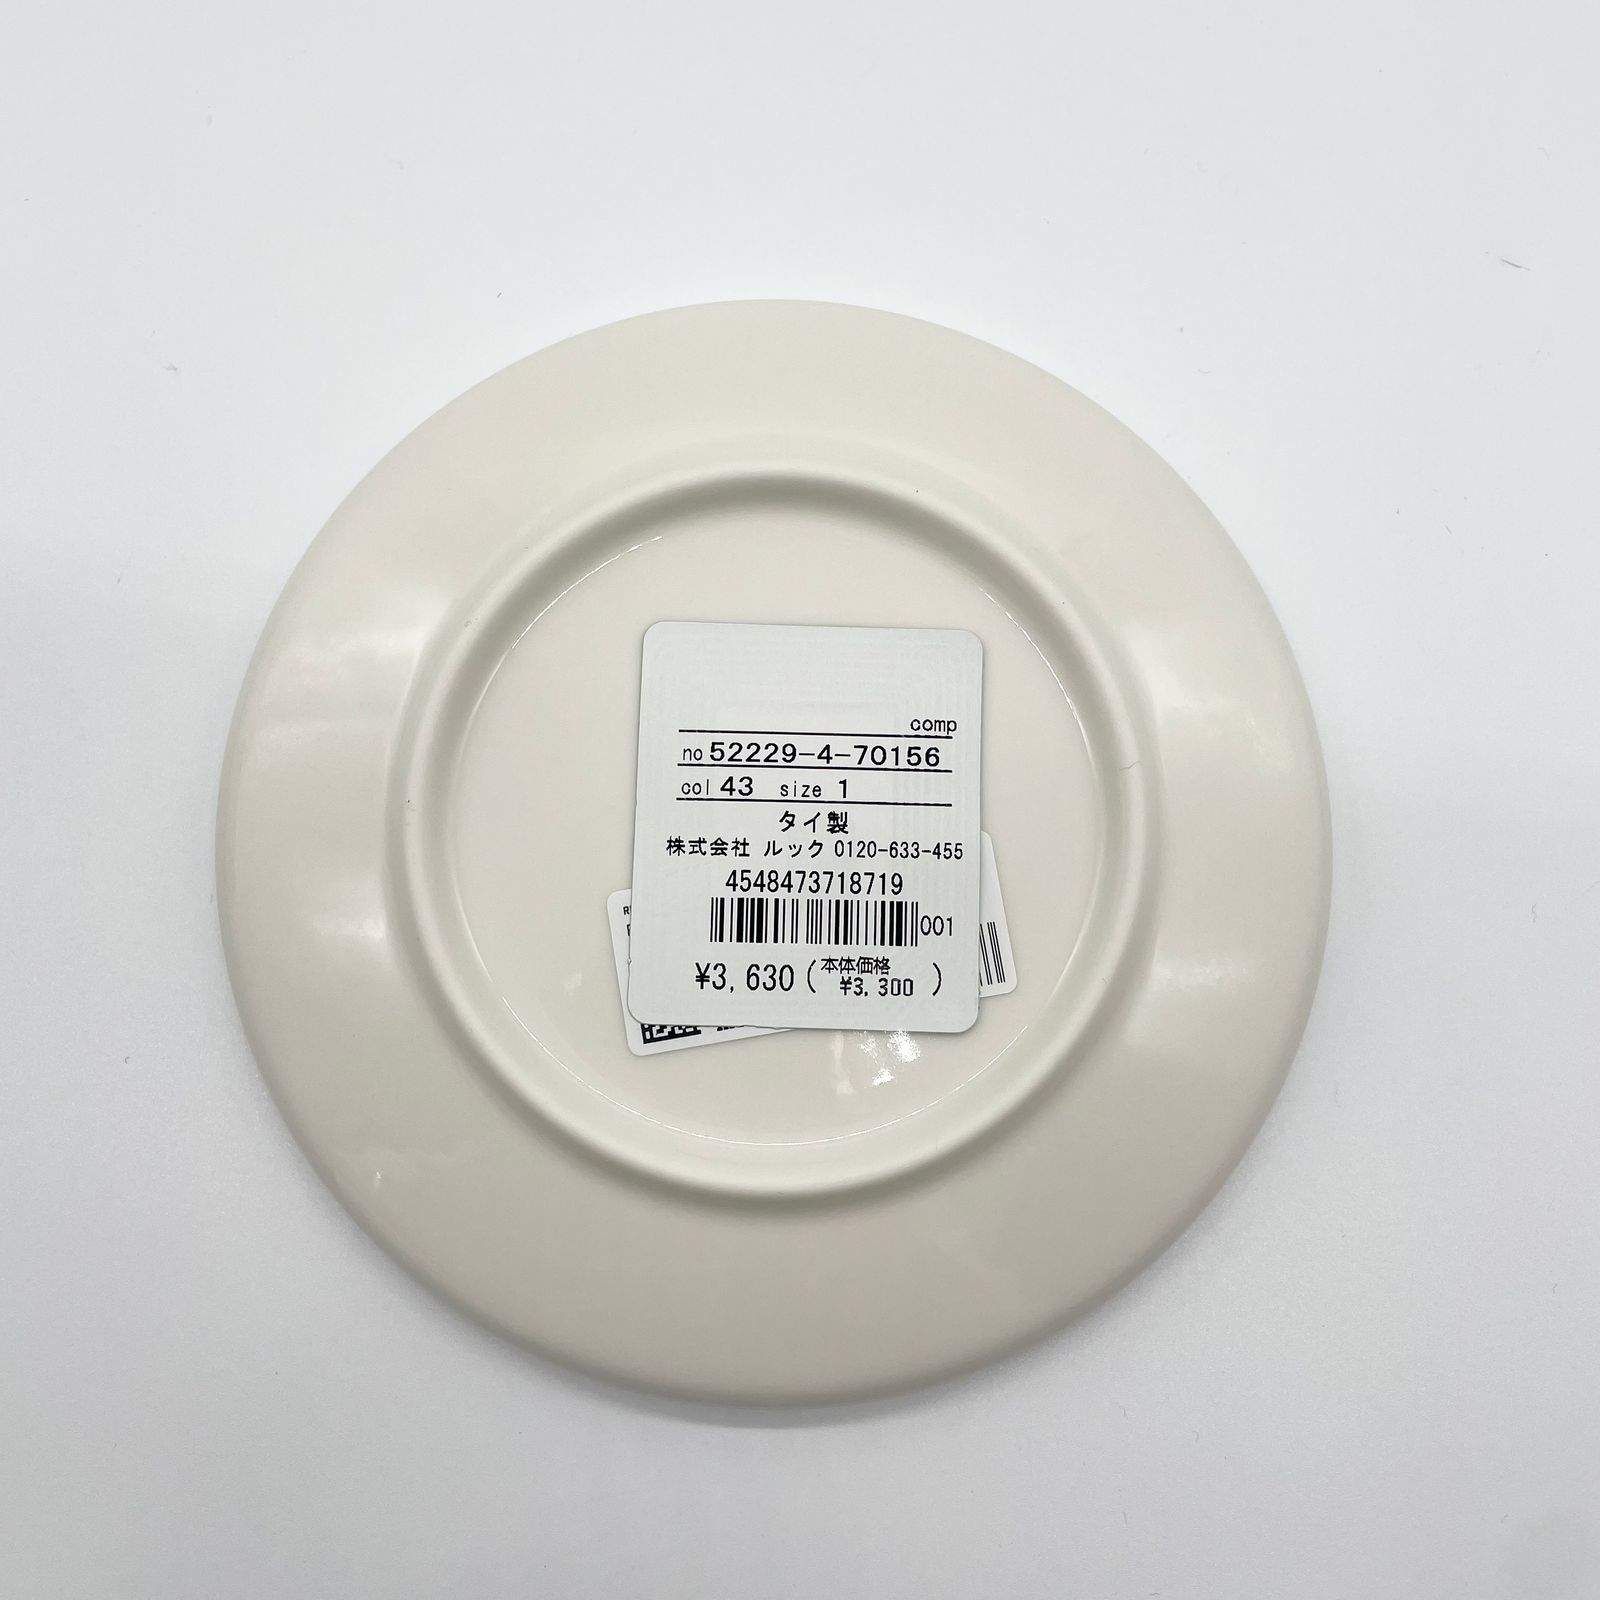 comp
no 52229-4-70156
col 43 size 1
タイ製
株式会社 ルック 0120-633-455
4548473718719
001
¥3,630 (本体価格 ¥3,300 )